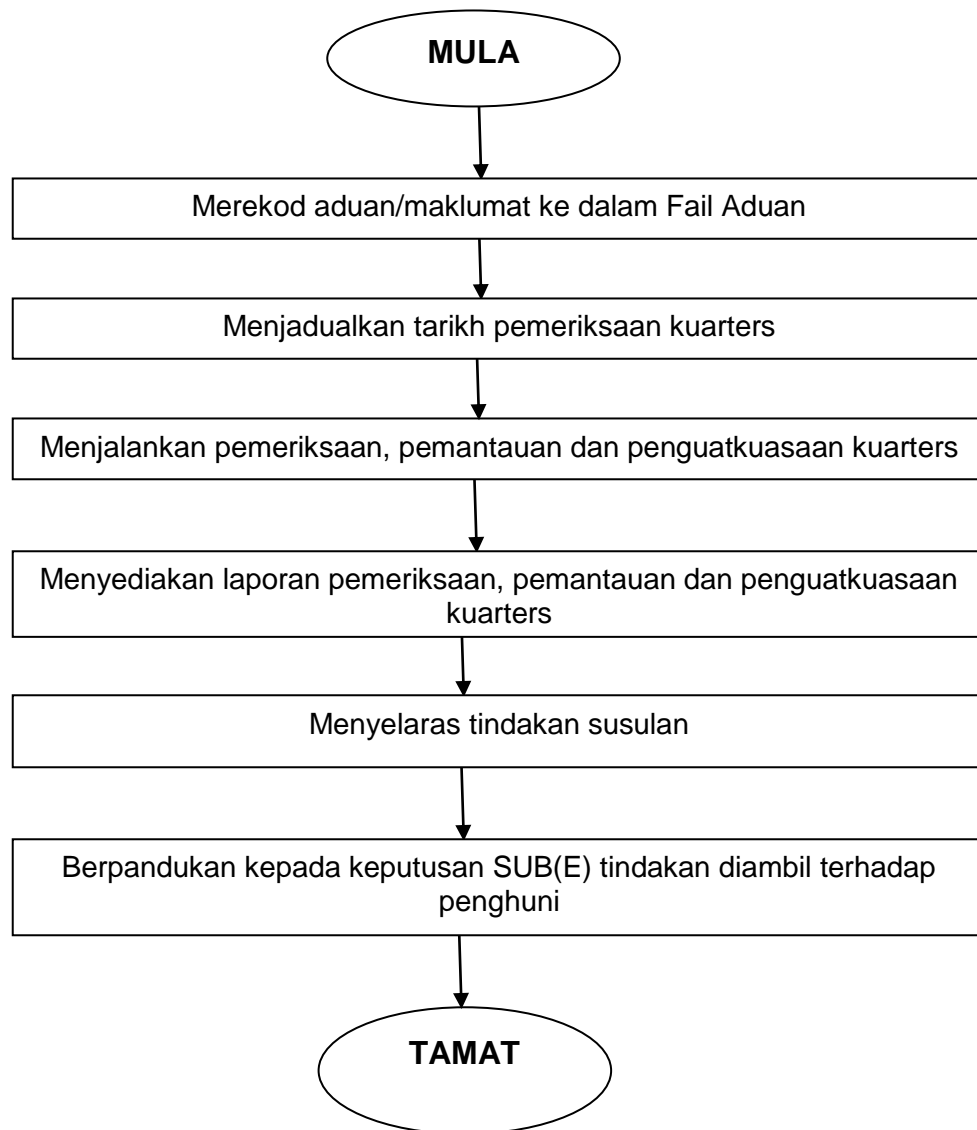 MULA
Merekod aduan/maklumat ke dalam Fail Aduan
Menjadualkan tarikh pemeriksaan kuarters
Menjalankan pemeriksaan, pemantauan dan penguatkuasaan kuarters
Menyediakan laporan pemeriksaan, pemantauan dan penguatkuasaan
kuarters
Menyelaras tindakan susulan
Berpandukan kepada keputusan SUB(E) tindakan diambil terhadap
penghuni
TAMAT